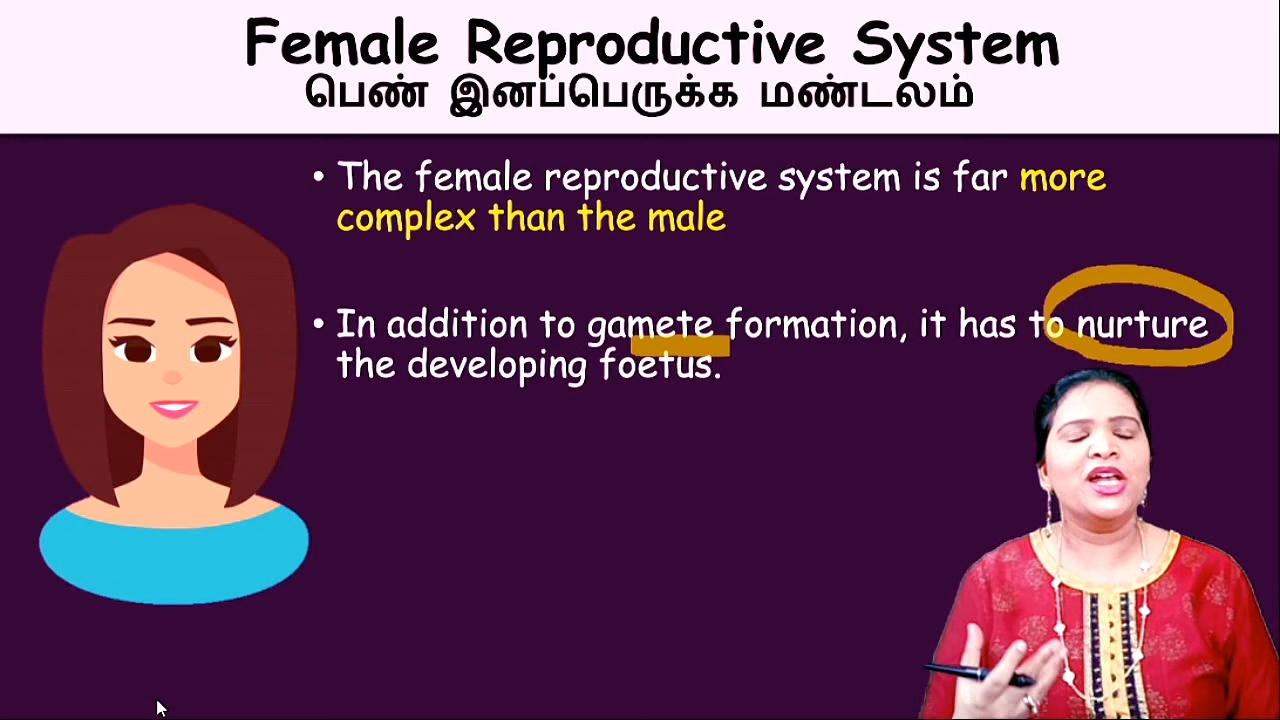 Female Reproductive System
பெண் இனப்பெருக்க மண்டலம்
• The female reproductive system is far more
complex than the male
• In addition to gamete formation, it has to nurture
the developing foetus.